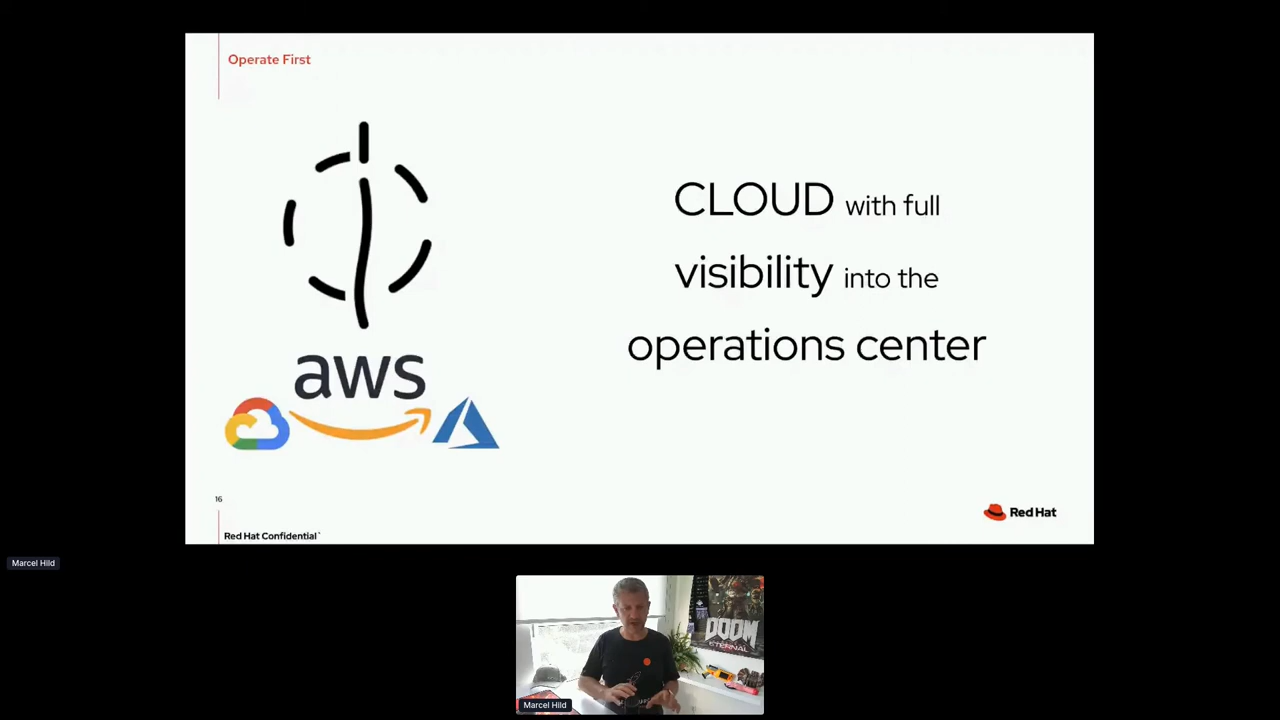 Operate First
CLOUD with full
visibility into the
operations center
aws
16
Red Hat
Red Hat Confidential
Marcel Hild
DOOM
ETERNAL
Marcel Hild